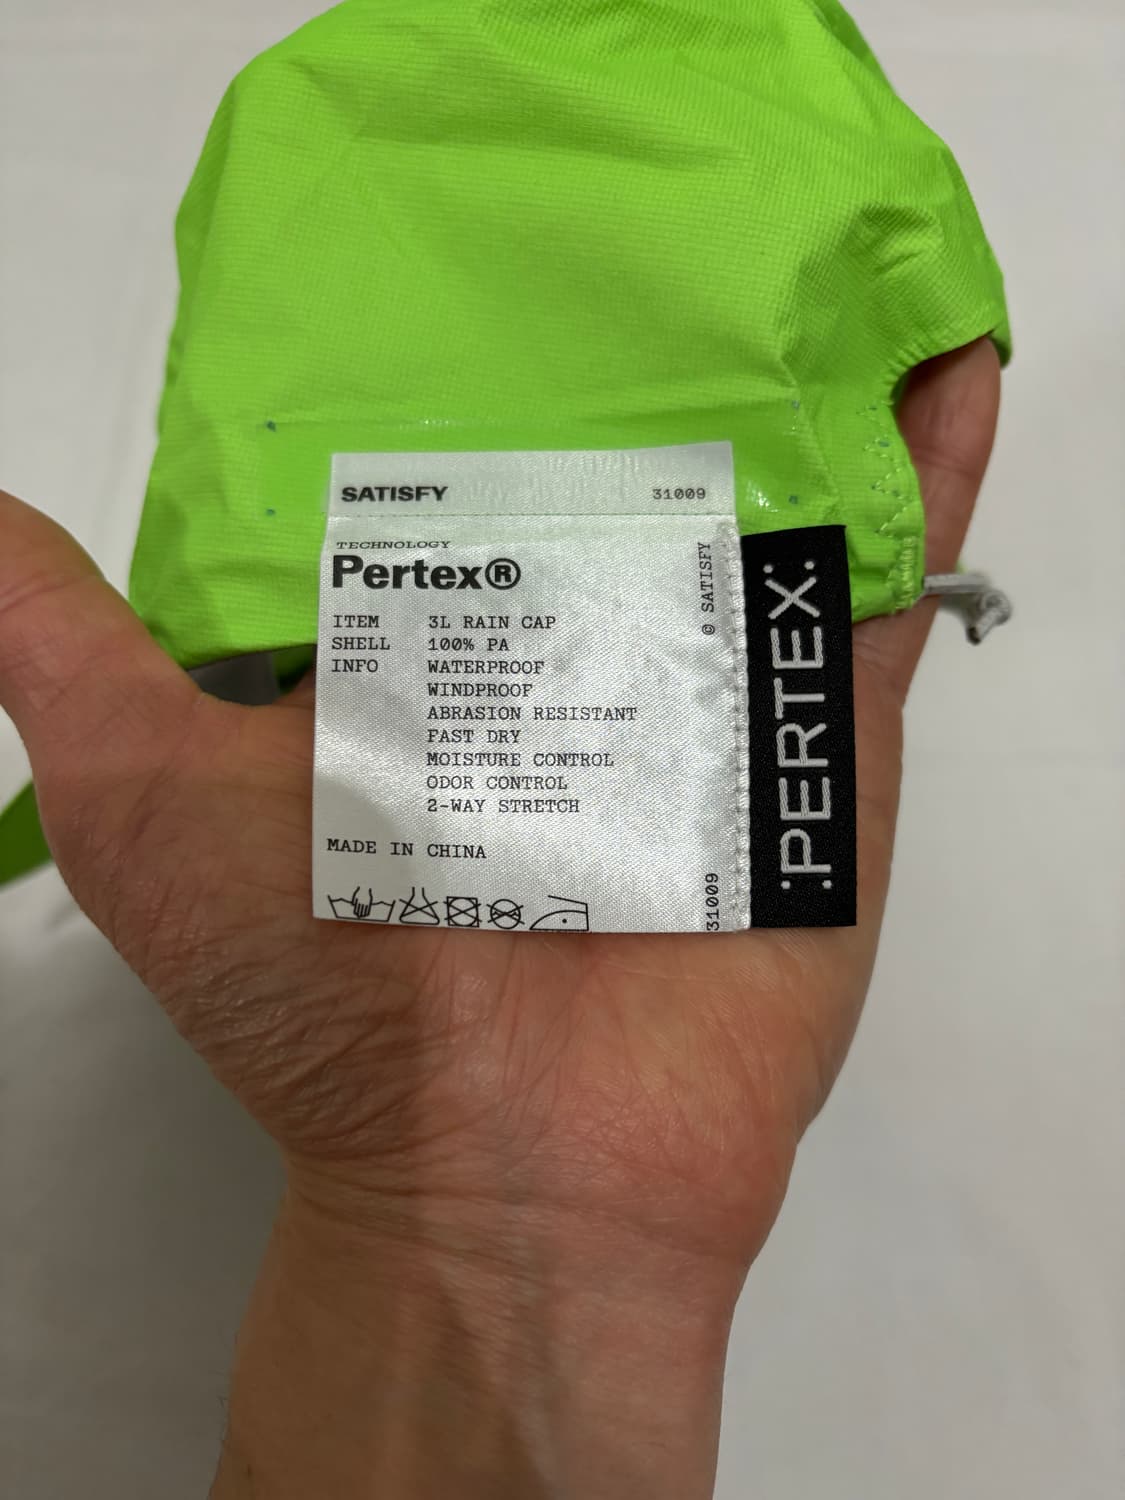 SATISFY 31009
TECHNOLOGY
Pertex®
ITEM 3L RAIN CAP
SHELL 100% PA
INFO WATERPROOF
WINDPROOF
ABRASION RESISTANT
FAST DRY
MOISTURE CONTROL
ODOR CONTROL
2-WAY STRETCH
MADE IN CHINA
© SATISFY
31009
:PERTEX: